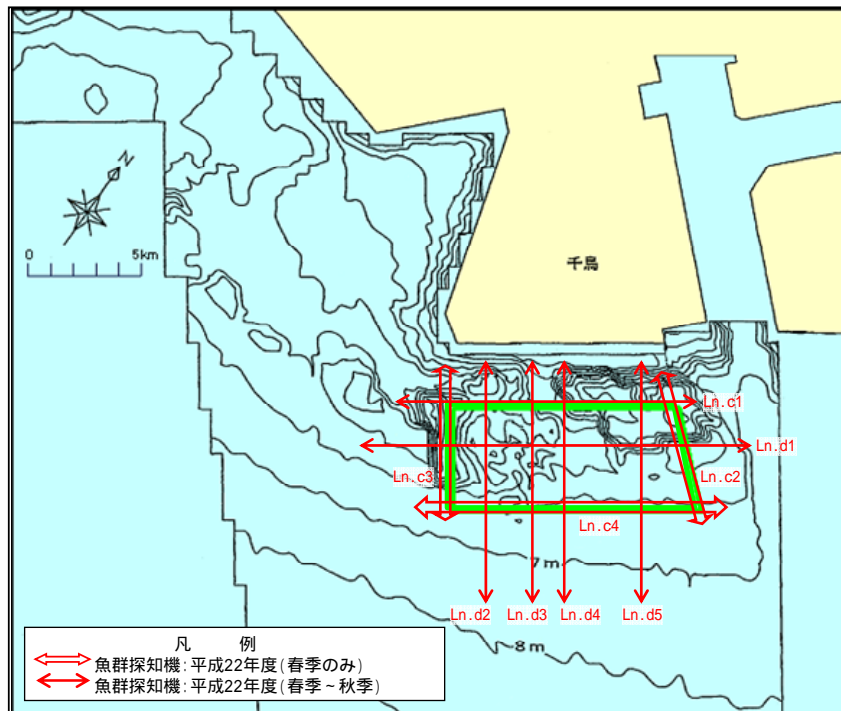 N
0 5km
千鳥
Ln.c1
Ln.d1
Ln.c3
Ln.c2
Ln.c4
7m
Ln.d2 Ln.d3 Ln.d4 Ln.d5
8m
凡 例
魚群探知機:平成22年度(春季のみ)
魚群探知機:平成22年度(春季~秋季)